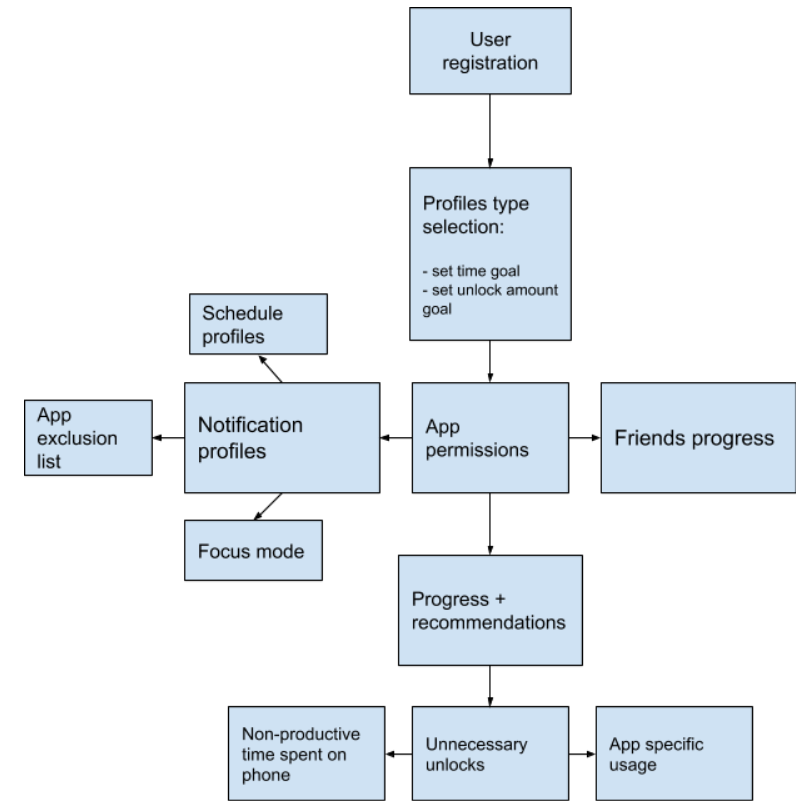 User
registration
Profiles type
selection:
- set time goal
- set unlock amount
goal
Schedule
profiles
App
exclusion
list
Notification
profiles
App
permissions
Friends progress
Focus mode
Progress +
recommendations
Non-productive
time spent on
phone
Unnecessary
unlocks
App specific
usage